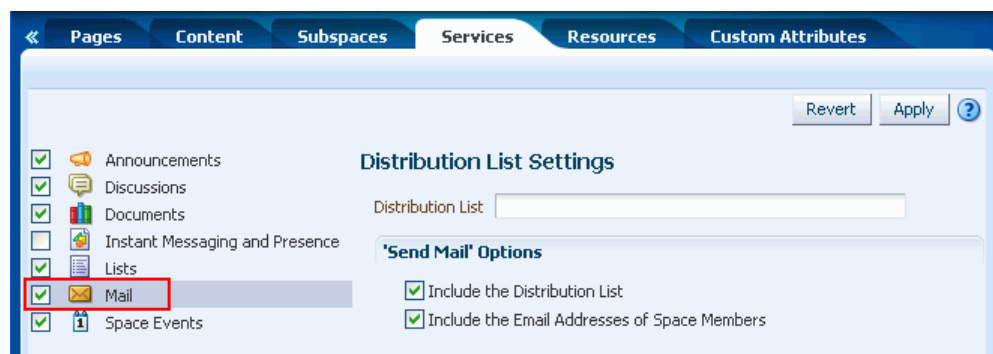 « Pages Content Subspaces Services Resources Custom Attributes
Revert Apply ?
Announcements
Discussions
Documents
Instant Messaging and Presence
Lists
Mail
1 Space Events
Distribution List Settings
Distribution List
'Send Mail' Options
Include the Distribution List
Include the Email Addresses of Space Members